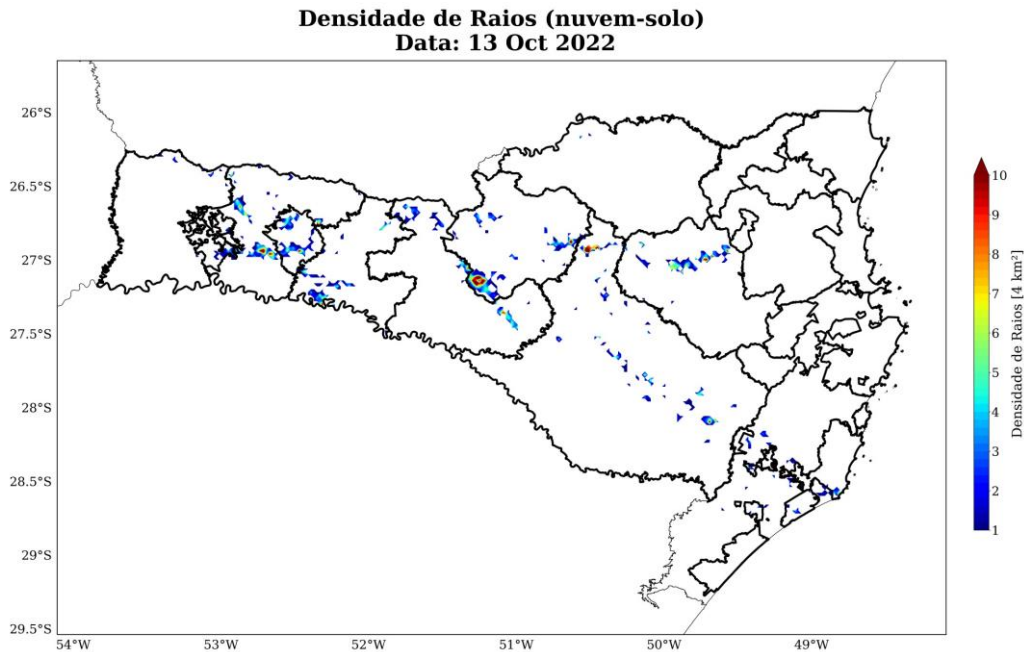 Densidade de Raios (nuvem-solo)
Data: 13 Oct 2022
26°S
26.5°S
27°S
27.5°S
28°S
28.5°S
29°S
29.5°S
54°W
53°W
52°W
51°W
50°W
49°W
10
9
8
7
6
5
4
3
2
1
Densidade de Raios [4 km²]